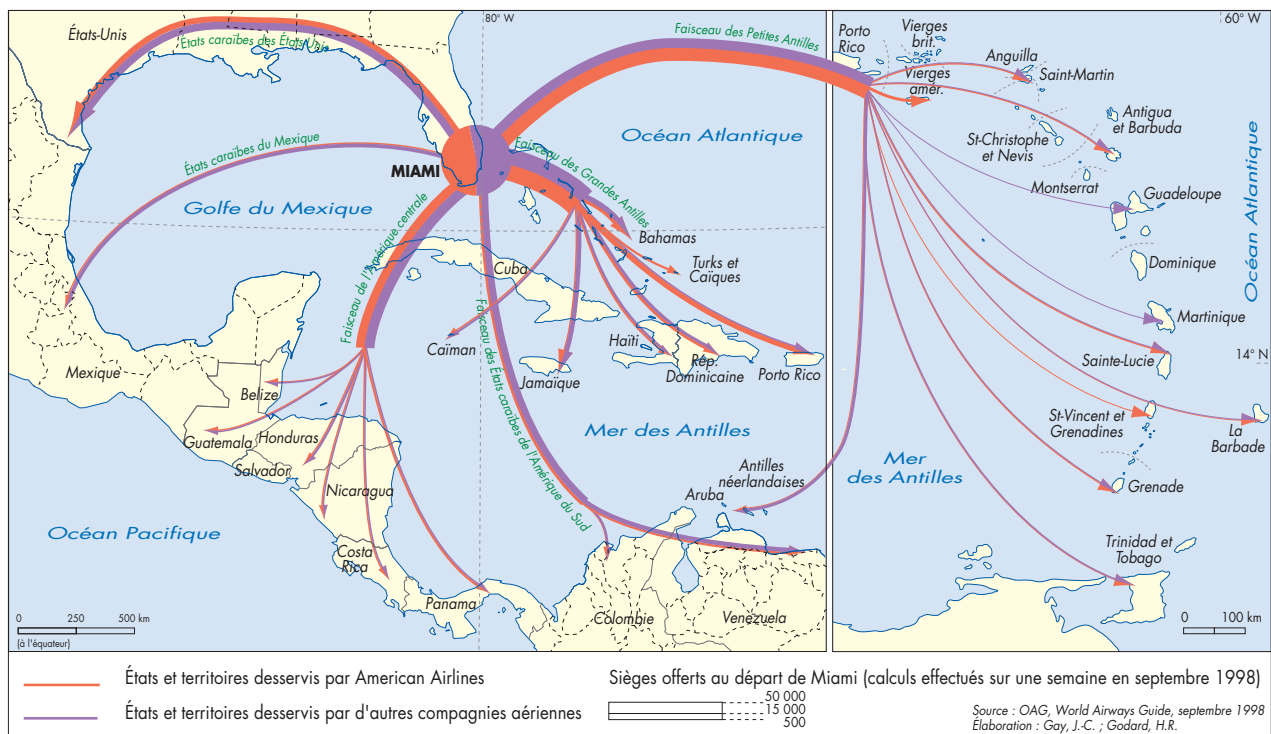 80° W
60° W
États-Unis
États caraïbes des États-Unis
Faisceau des Petites Antilles
Porto
Rico
Vierges
brit.
Vierges
amér.
Anguilla
Saint-Martin
Antigua
et Barbuda
St-Christophe
et Nevis
Montserrat
Guadeloupe
Océan Atlantique
Océan Atlantique
États caraïbes du Mexique
MIAMI
Faisceau des Grandes Antilles
Golfe du Mexique
Faisceau de l'Amérique centrale
Bahamas
Turks et
Caïques
Cuba
Dominique
Martinique
Faisceau des États caraïbes de l'Amérique du Sud
Caïman
Haïti
Jamaïque
Rép.
Dominicaine
Porto Rico
Sainte-Lucie
14° N
Mexique
Belize
Guatemala
Honduras
Salvador
Nicaragua
Mer des Antilles
St-Vincent et
Grenadines
La
Barbade
Mer
des Antilles
Antilles
néerlandaises
Aruba
Grenade
Océan Pacifique
Costa
Rica
Panama
Colombie
Venezuela
Trinidad et
Tobago
0 250 500 km
(à l'équateur)
0 100 km
États et territoires desservis par American Airlines
États et territoires desservis par d'autres compagnies aériennes
Sièges offerts au départ de Miami (calculs effectués sur une semaine en septembre 1998)
50 000
15 000
500
Source : OAG, World Airways Guide, septembre 1998
Élaboration : Gay, J.-C. ; Godard, H.R.